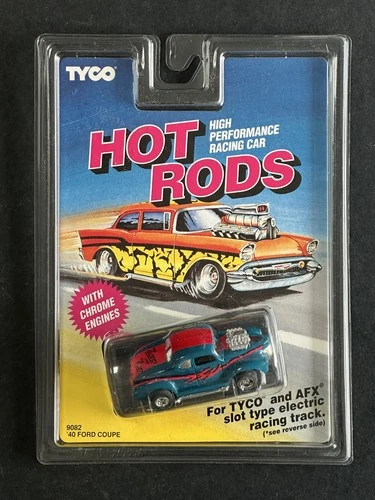 TYCO
HOT
RODS
HIGH
PERFORMANCE
RACING CAR
WITH
CHROME
ENGINES
For TYCO® and AFX®
slot type electric
racing track.
(*see reverse side)
9082
'40 FORD COUPE